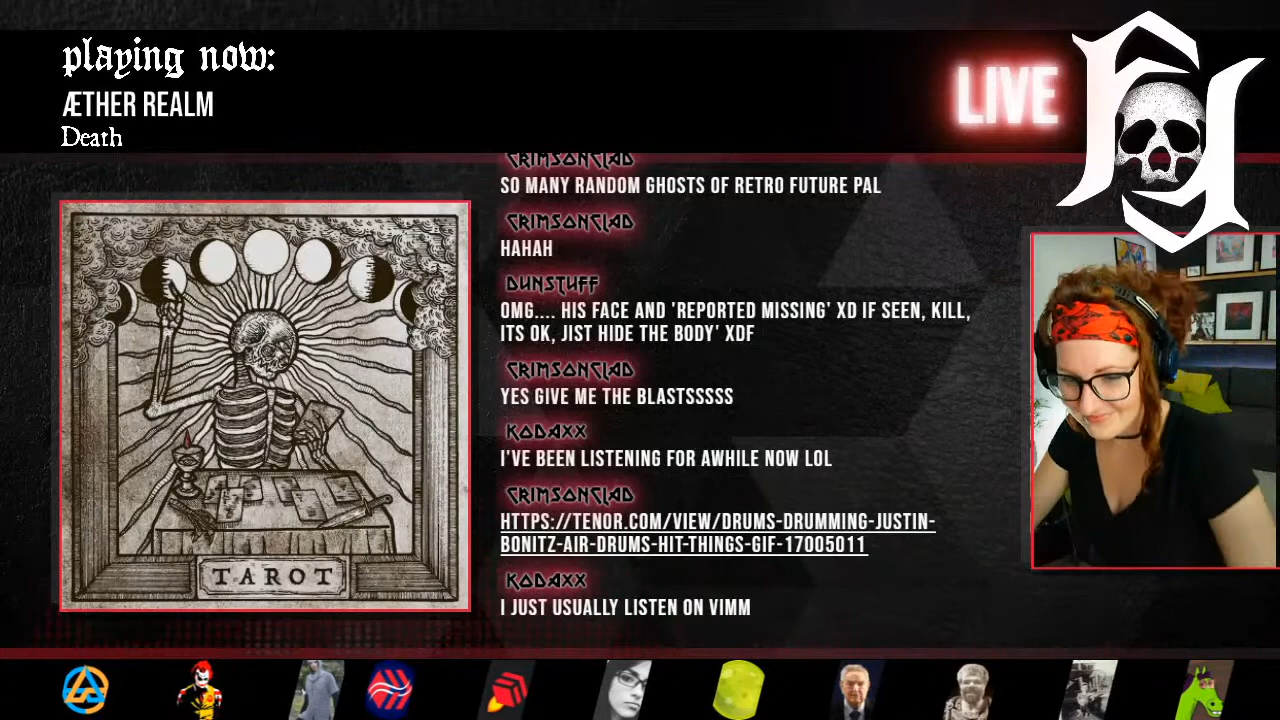 playing now:
ÆTHER REALM
Death
LIVE
FY
CRIMSONCLAD
SO MANY RANDOM GHOSTS OF RETRO FUTURE PAL
CRIMSONCLAD
HAHAH
DUNSTUFF
OMG.... HIS FACE AND 'REPORTED MISSING' XD IF SEEN, KILL,
ITS OK, JIST HIDE THE BODY' XDF
CRIMSONCLAD
YES GIVE ME THE BLASTSSSSS
KODAXX
I'VE BEEN LISTENING FOR AWHILE NOW LOL
CRIMSONCLAD
HTTPS://TENOR.COM/VIEW/DRUMS-DRUMMING-JUSTIN-
BONITZ-AIR-DRUMS-HIT-THINGS-GIF-17005011
KODAXX
I JUST USUALLY LISTEN ON VIMM
TAROT